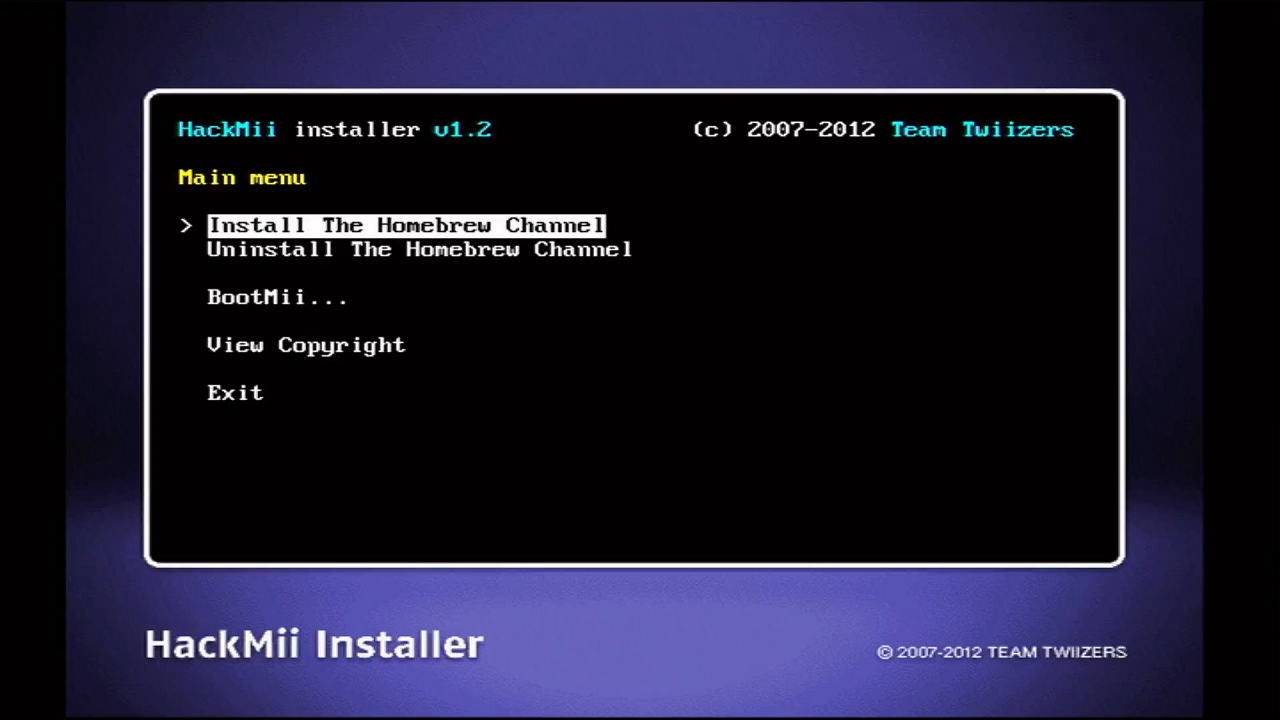 HackMii installer v1.2 (c) 2007-2012 Team Twiizers
Main menu
> Install The Homebrew Channel
Uninstall The Homebrew Channel
BootMii...
View Copyright
Exit
HackMii Installer
© 2007-2012 TEAM TWIIZERS